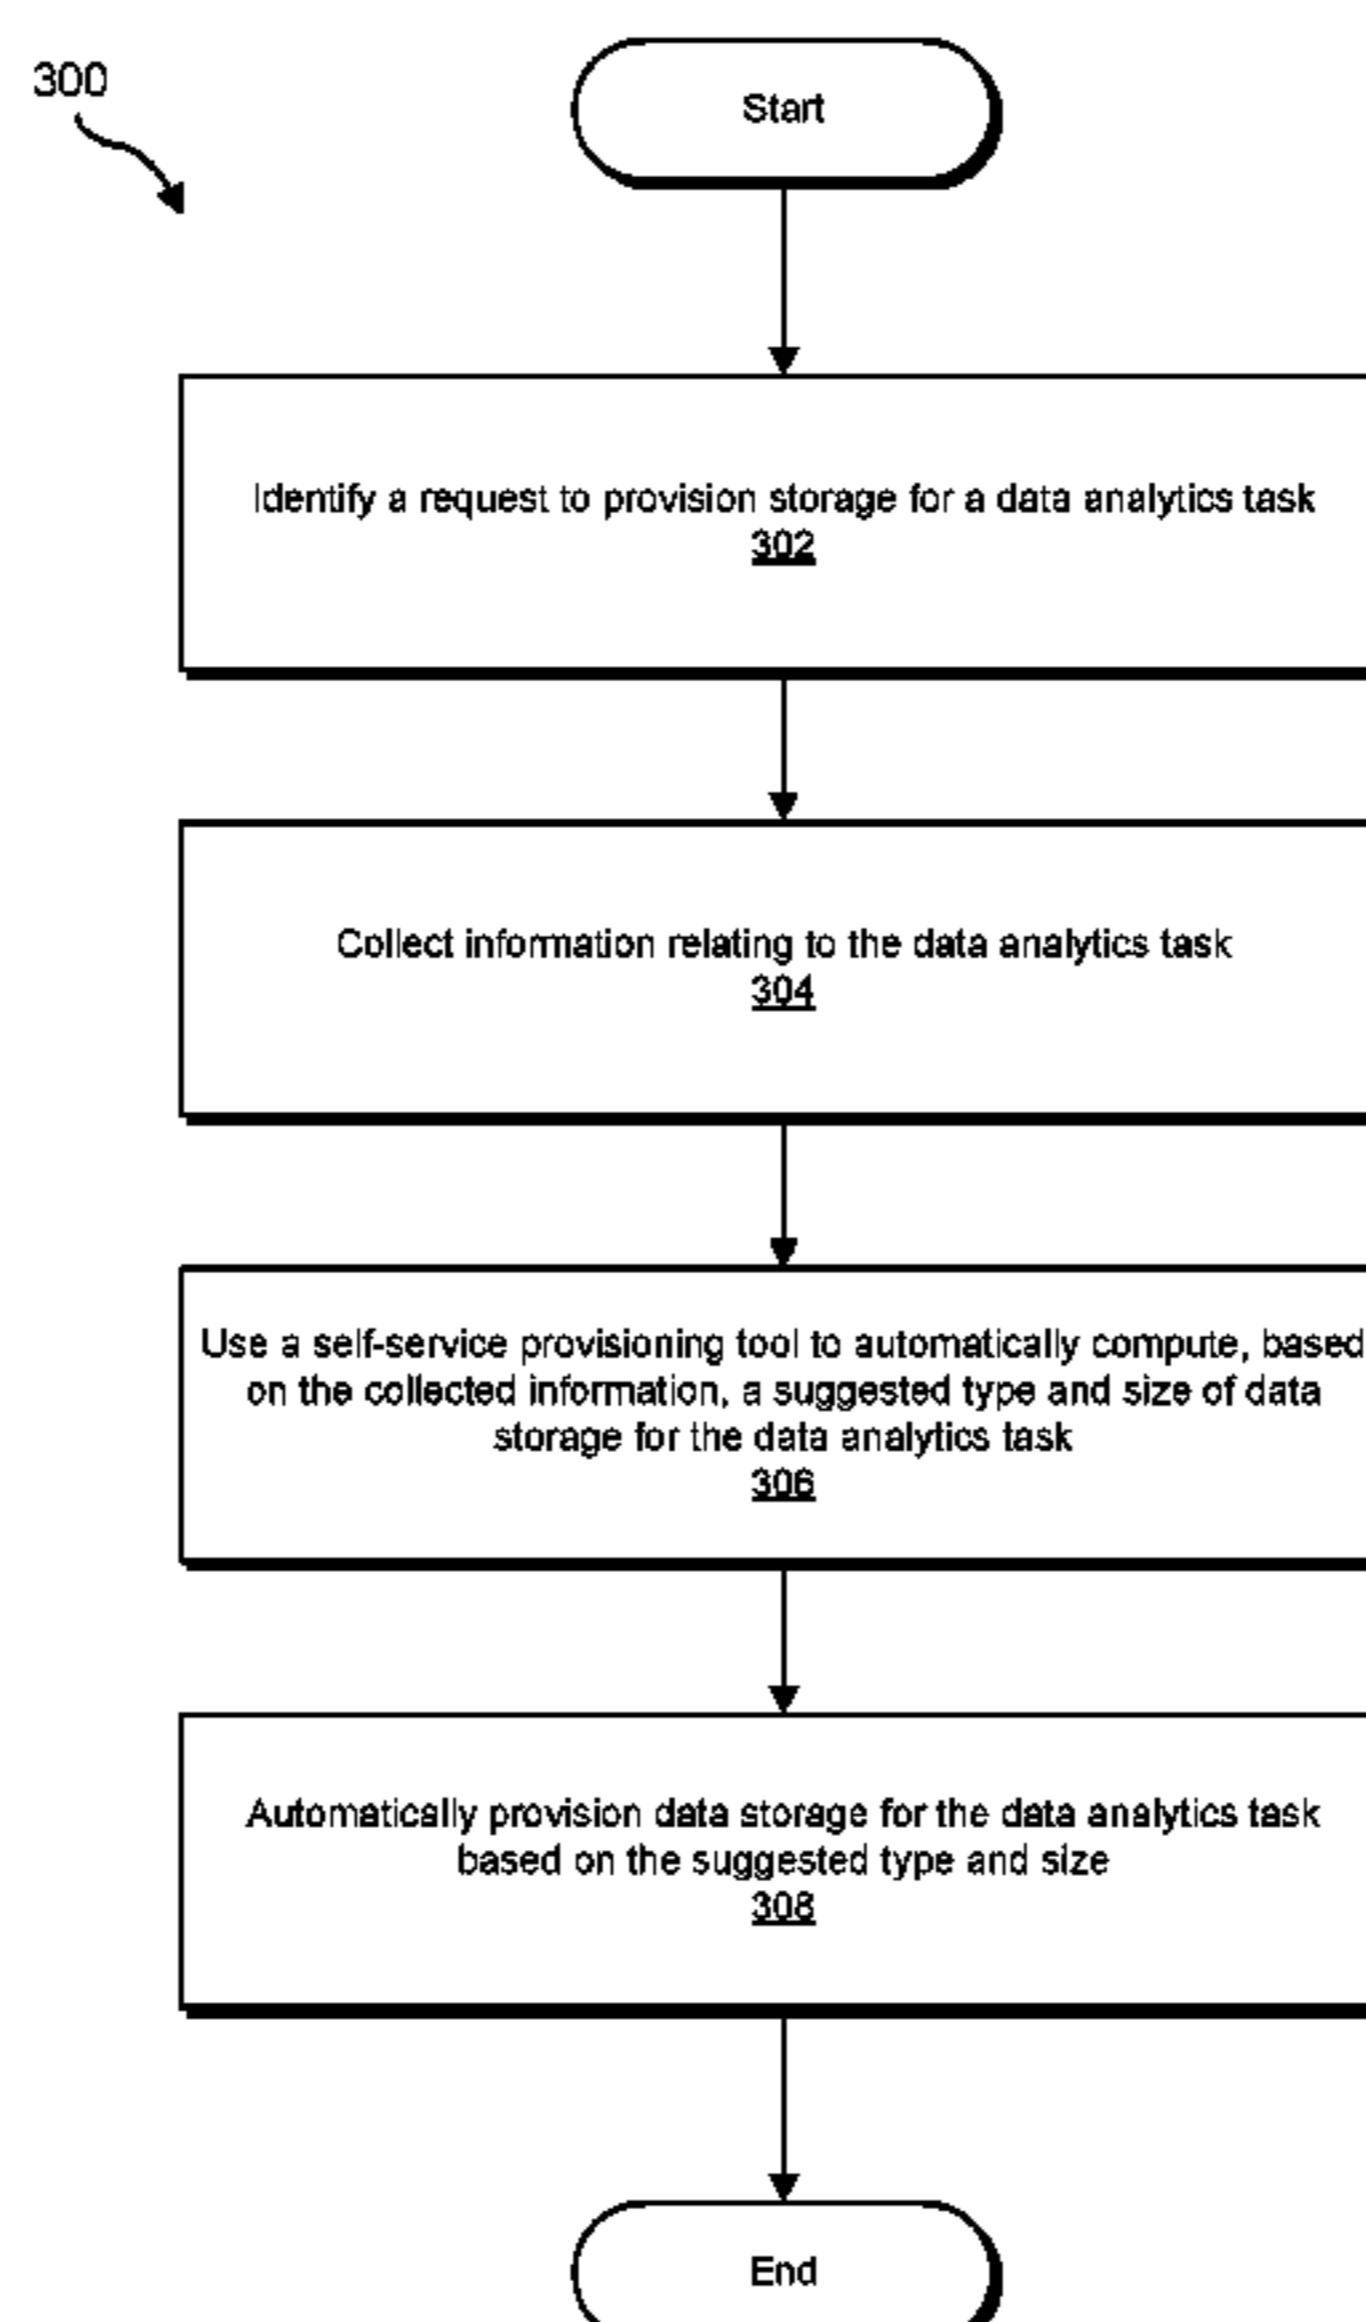 300
Start
Identify a request to provision storage for a data analytics task
302
Collect information relating to the data analytics task
304
Use a self-service provisioning tool to automatically compute, based
on the collected information, a suggested type and size of data
storage for the data analytics task
306
Automatically provision data storage for the data analytics task
based on the suggested type and size
308
End